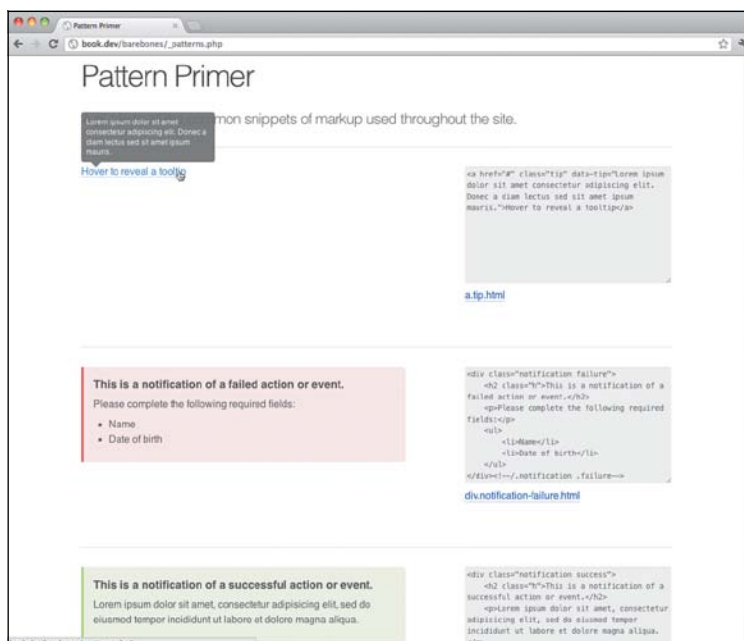 Pattern Primer
book.dev/barebones/_patterns.php
Pattern Primer
mon snippets of markup used throughout the site.
Lorem ipsum dolor sit amet
consectetur adipiscing elit. Donec a
diam lectus sed sit amet ipsum
mauris.
Hover to reveal a tooltip
<a href="#" class="tip" data-tip="Lorem ipsum
dolor sit amet consectetur adipiscing elit.
Donec a diam lectus sed sit amet ipsum
mauris.">Hover to reveal a tooltip</a>
a.tip.html
This is a notification of a failed action or event.
Please complete the following required fields:
• Name
• Date of birth
<div class="notification failure">
<h2 class="h">This is a notification of a
failed action or event.</h2>
<p>Please complete the following required
fields:</p>
<ul>
<li>Name</li>
<li>Date of birth</li>
</ul>
</div><!--/.notification .failure-->
div.notification-failure.html
This is a notification of a successful action or event.
Lorem ipsum dolor sit amet, consectetur adipisicing elit, sed do
eiusmod tempor incididunt ut labore et dolore magna aliqua.
<div class="notification success">
<h2 class="h">This is a notification of a
successful action or event.</h2>
<p>Lorem ipsum dolor sit amet, consectetur
adipisicing elit, sed do eiusmod tempor
incididunt ut labore et dolore magna aliqua.